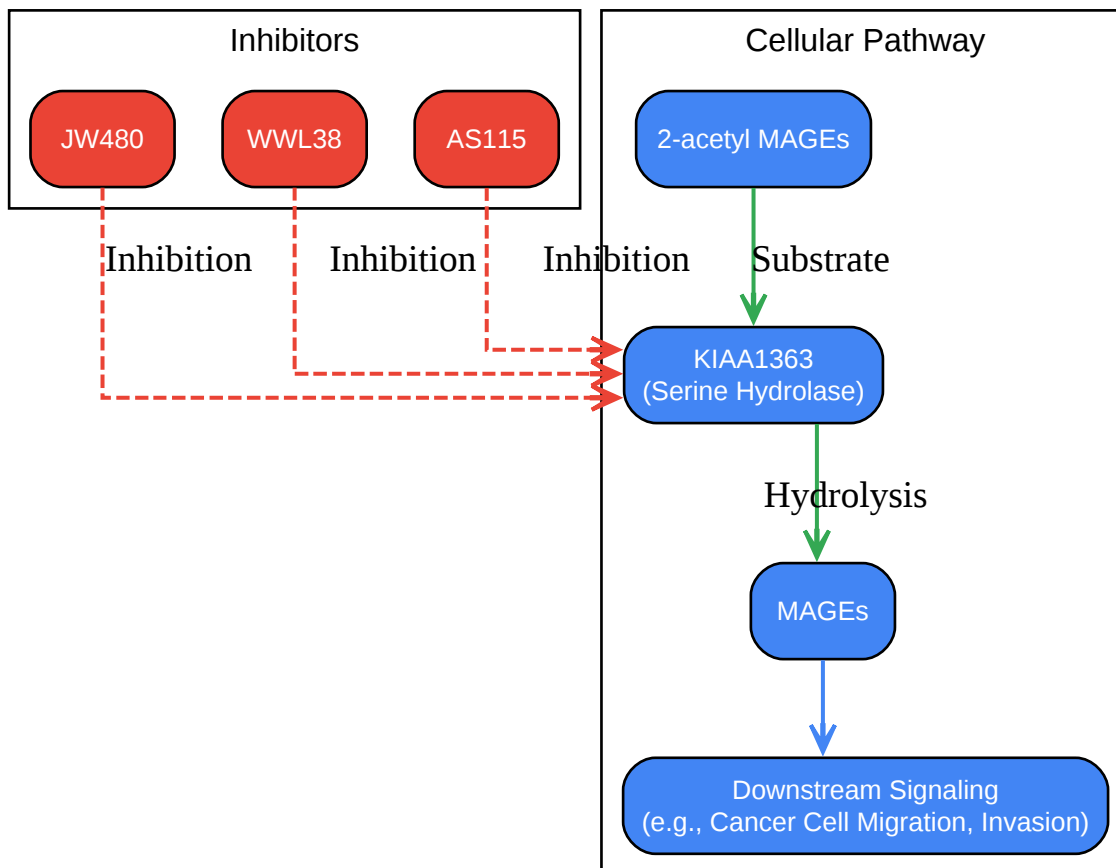 Inhibitors
Cellular Pathway
JW480
WWL38
AS115
2-acetyl MAGEs
Inhibition
Inhibition
Inhibition
Substrate
KIAA1363
(Serine Hydrolase)
Hydrolysis
MAGEs
Downstream Signaling
(e.g., Cancer Cell Migration, Invasion)